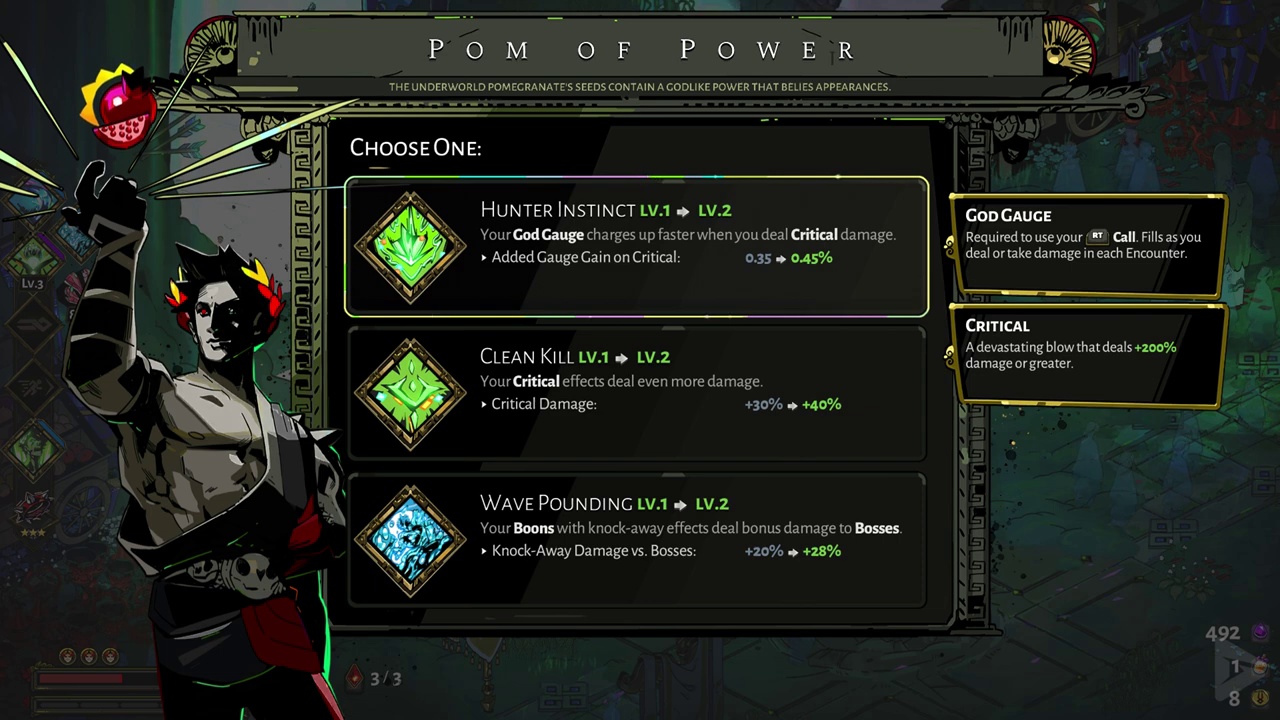 POM OF POWER
THE UNDERWORLD POMEGRANATE'S SEEDS CONTAIN A GODLIKE POWER THAT BELIES APPEARANCES.
CHOOSE ONE:
HUNTER INSTINCT LV.1 ➡ LV.2
Your God Gauge charges up faster when you deal Critical damage.
‣ Added Gauge Gain on Critical: 0.35 ➡ 0.45%
GOD GAUGE
Required to use your RT Call. Fills as you
deal or take damage in each Encounter.
CRITICAL
A devastating blow that deals +200%
damage or greater.
CLEAN KILL LV.1 ➡ LV.2
Your Critical effects deal even more damage.
‣ Critical Damage: +30% ➡ +40%
WAVE POUNDING LV.1 ➡ LV.2
Your Boons with knock-away effects deal bonus damage to Bosses.
‣ Knock-Away Damage vs. Bosses: +20% ➡ +28%
Lv.3
3/3
492
1
8